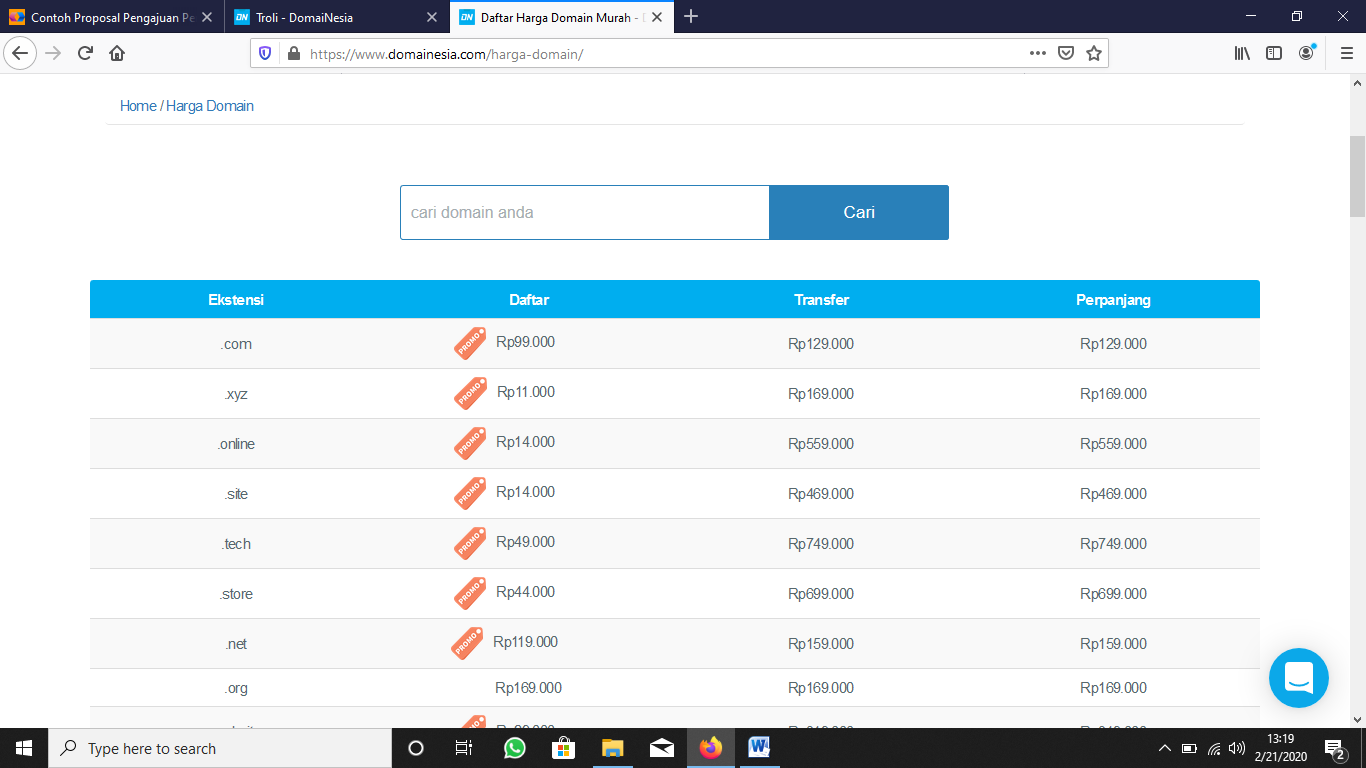 Contoh Proposal Pengajuan Pe
Troli - DomaiNesia
Daftar Harga Domain Murah -
https://www.domainesia.com/harga-domain/
Home / Harga Domain
cari domain anda Cari
Ekstensi Daftar Transfer Perpanjang
.com PROMO Rp99.000 Rp129.000 Rp129.000
.xyz PROMO Rp11.000 Rp169.000 Rp169.000
.online PROMO Rp14.000 Rp559.000 Rp559.000
.site PROMO Rp14.000 Rp469.000 Rp469.000
.tech PROMO Rp49.000 Rp749.000 Rp749.000
.store PROMO Rp44.000 Rp699.000 Rp699.000
.net PROMO Rp119.000 Rp159.000 Rp159.000
.org Rp169.000 Rp169.000 Rp169.000
Type here to search
13:19
2/21/2020
2